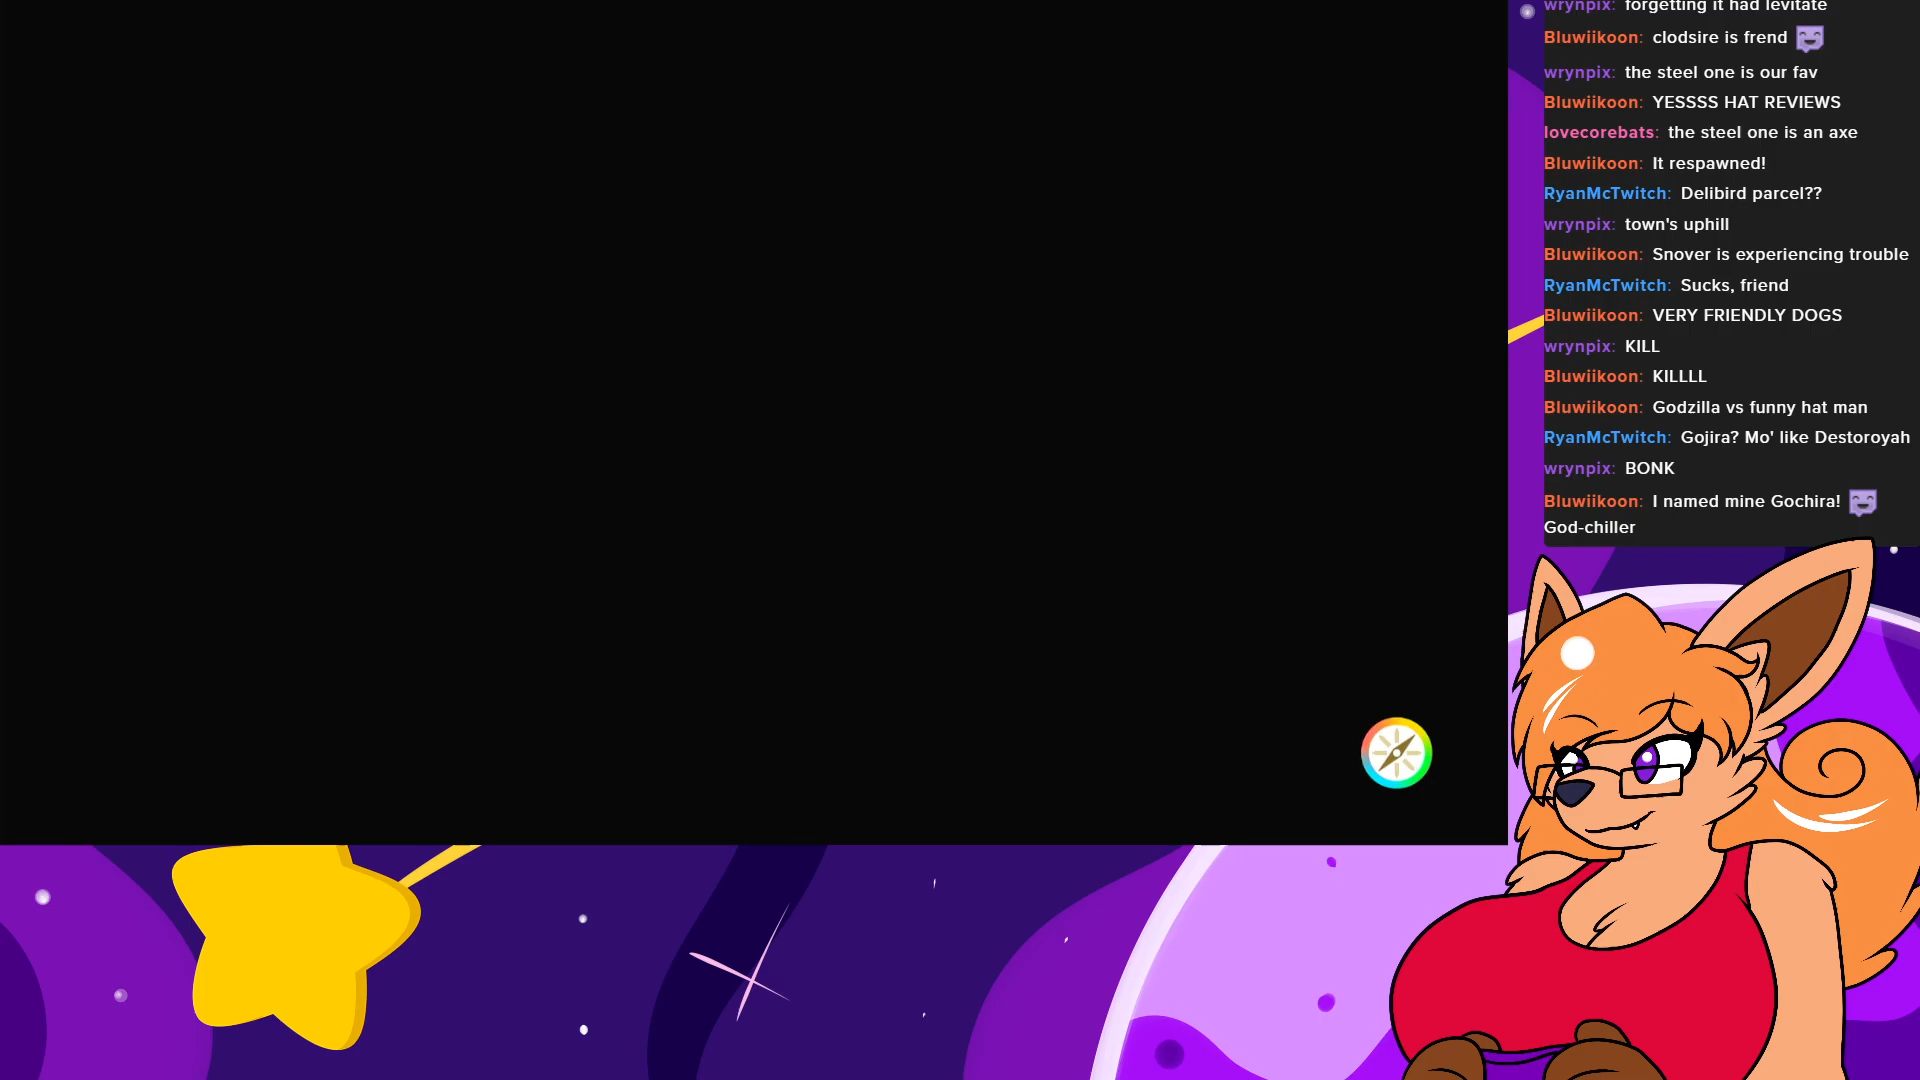 wrynpix: forgetting it had levitate
Bluwiikoon: clodsire is frend
wrynpix: the steel one is our fav
Bluwiikoon: YESSSS HAT REVIEWS
lovecorebats: the steel one is an axe
Bluwiikoon: It respawned!
RyanMcTwitch: Delibird parcel??
wrynpix: town's uphill
Bluwiikoon: Snover is experiencing trouble
RyanMcTwitch: Sucks, friend
Bluwiikoon: VERY FRIENDLY DOGS
wrynpix: KILL
Bluwiikoon: KILLLL
Bluwiikoon: Godzilla vs funny hat man
RyanMcTwitch: Gojira? Mo' like Destoroyah
wrynpix: BONK
Bluwiikoon: I named mine Gochira!
God-chiller